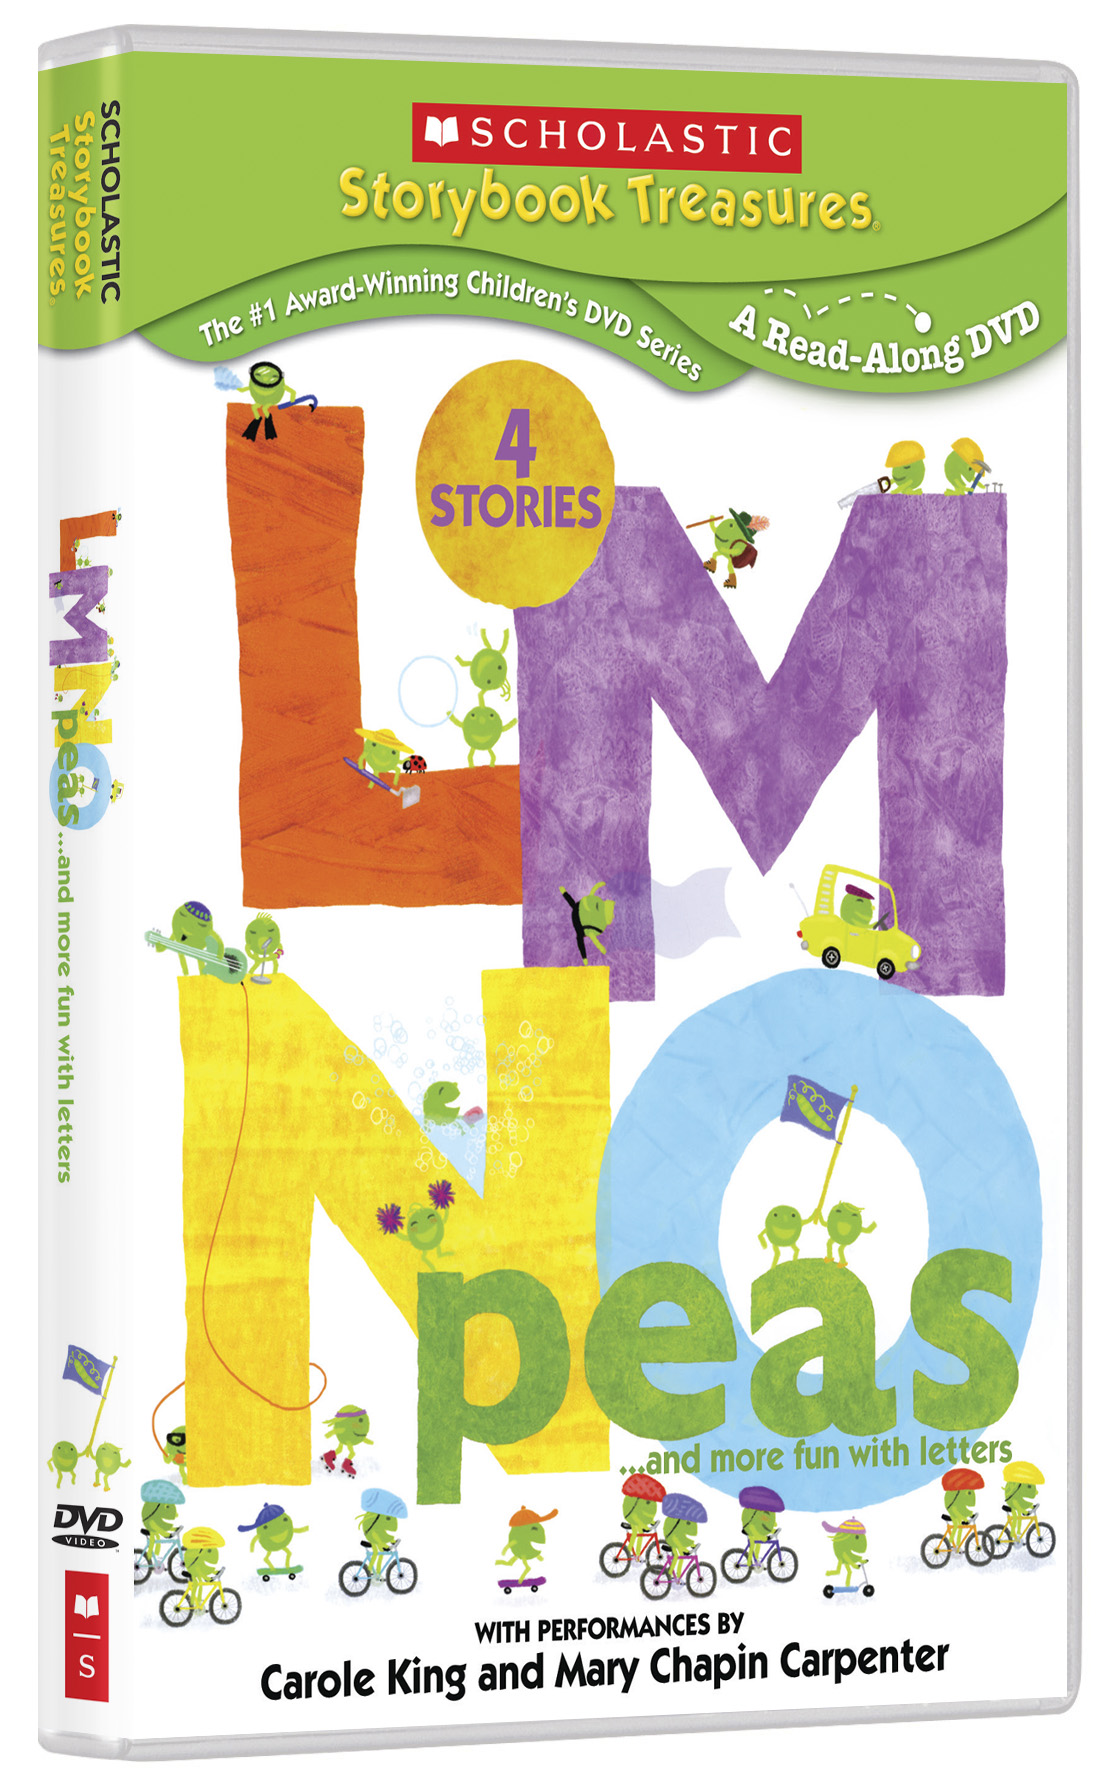 SCHOLASTIC
Storybook Treasures®
The #1 Award-Winning Children's DVD Series
A Read-Along DVD
4
STORIES
LM
NO
peas
...and more fun with letters
WITH PERFORMANCES BY
Carole King and Mary Chapin Carpenter
SCHOLASTIC
Storybook
Treasures®
LMNO
peas
...and more fun with letters
DVD
VIDEO
S